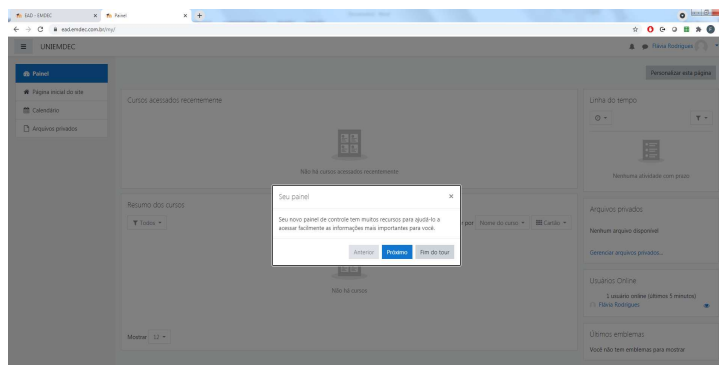 EAD - EMDEC
Painel
ead.emdec.com.br/my/
UNIEMDEC
Flávia Rodrigues
Painel
Página inicial do site
Calendário
Arquivos privados
Personalizar esta página
Cursos acessados recentemente
Não há cursos acessados recentemente
Resumo dos cursos
Todos
por
Nome do curso
Cartão
Não há cursos
Mostrar 12
Seu painel
Seu novo painel de controle tem muitos recursos para ajudá-lo a
acessar facilmente as informações mais importantes para você.
Anterior
Próximo
Fim do tour
Linha do tempo
Nenhuma atividade com prazo
Arquivos privados
Nenhum arquivo disponível
Gerenciar arquivos privados...
Usuários Online
1 usuário online (últimos 5 minutos)
Flávia Rodrigues
Últimos emblemas
Você não tem emblemas para mostrar